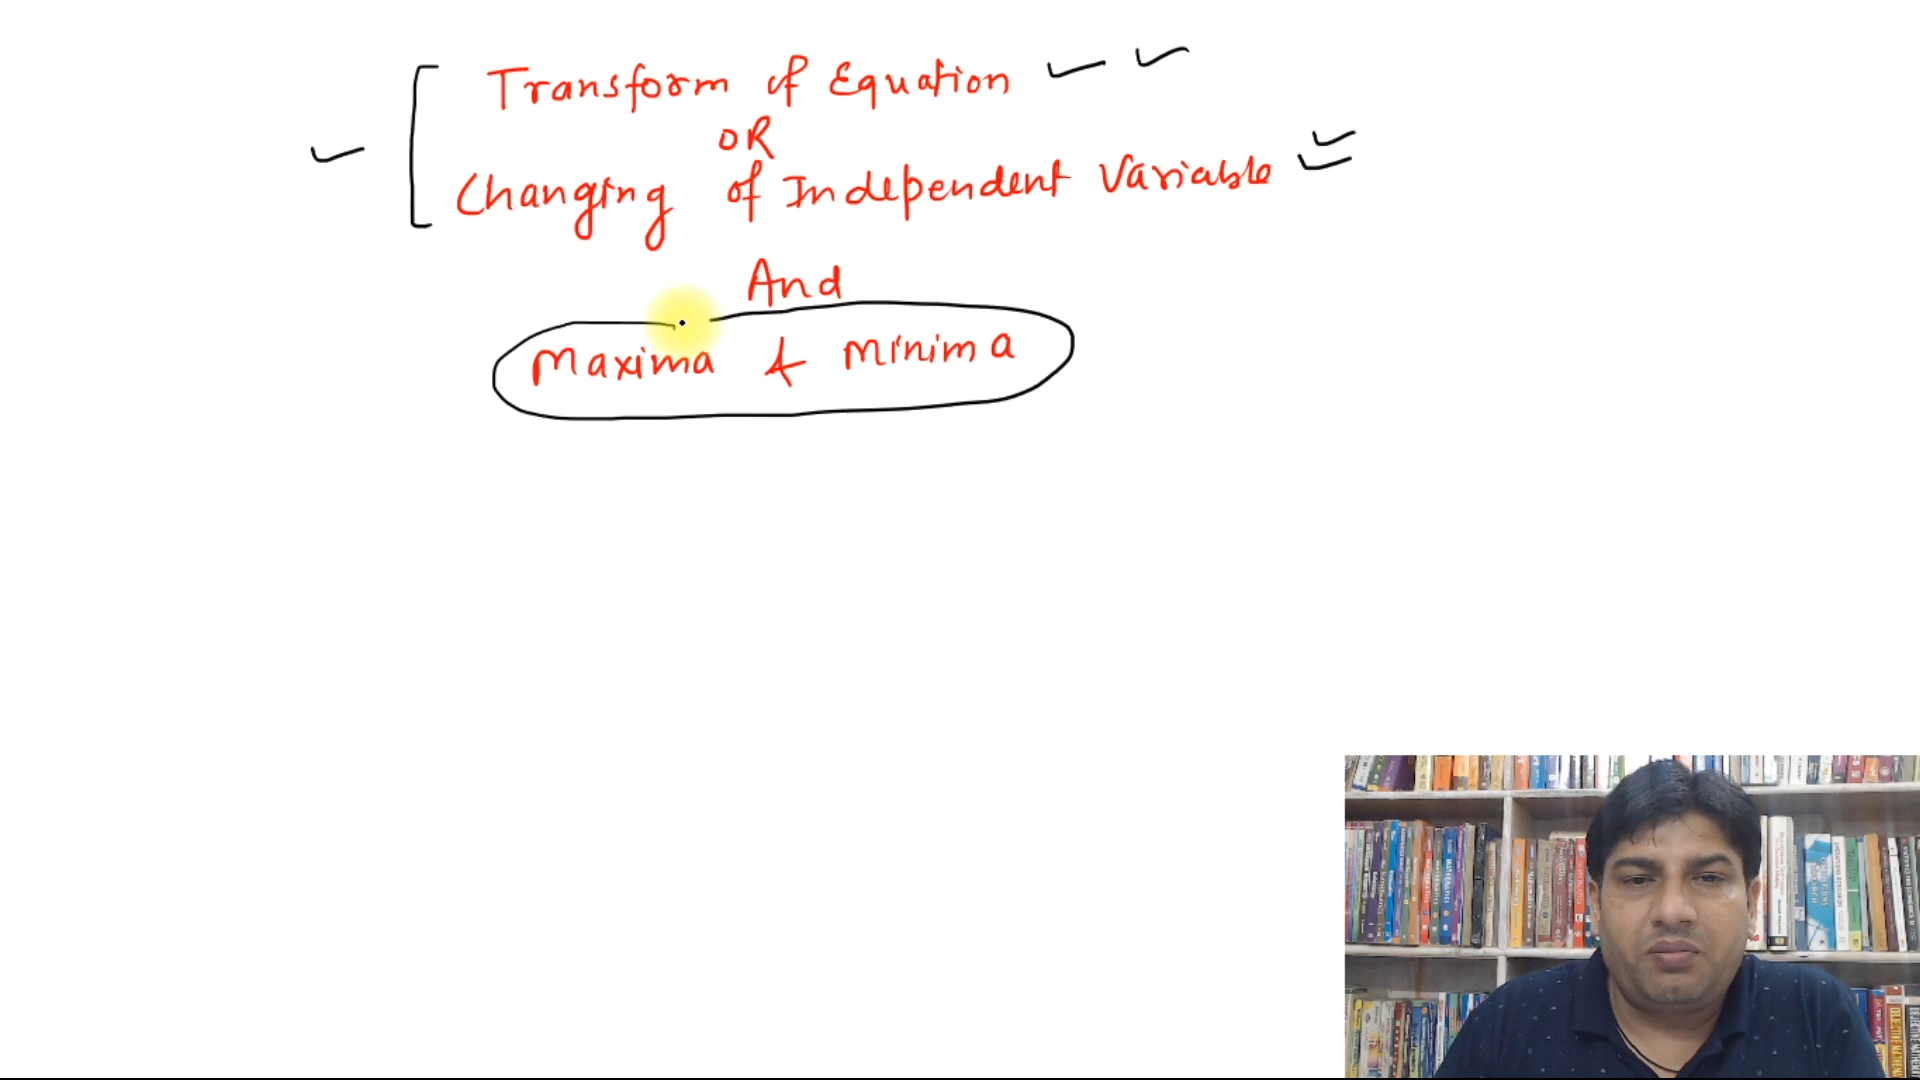 Transform of Equation
OR
Changing of Independent Variable
And
Maxima & Minima